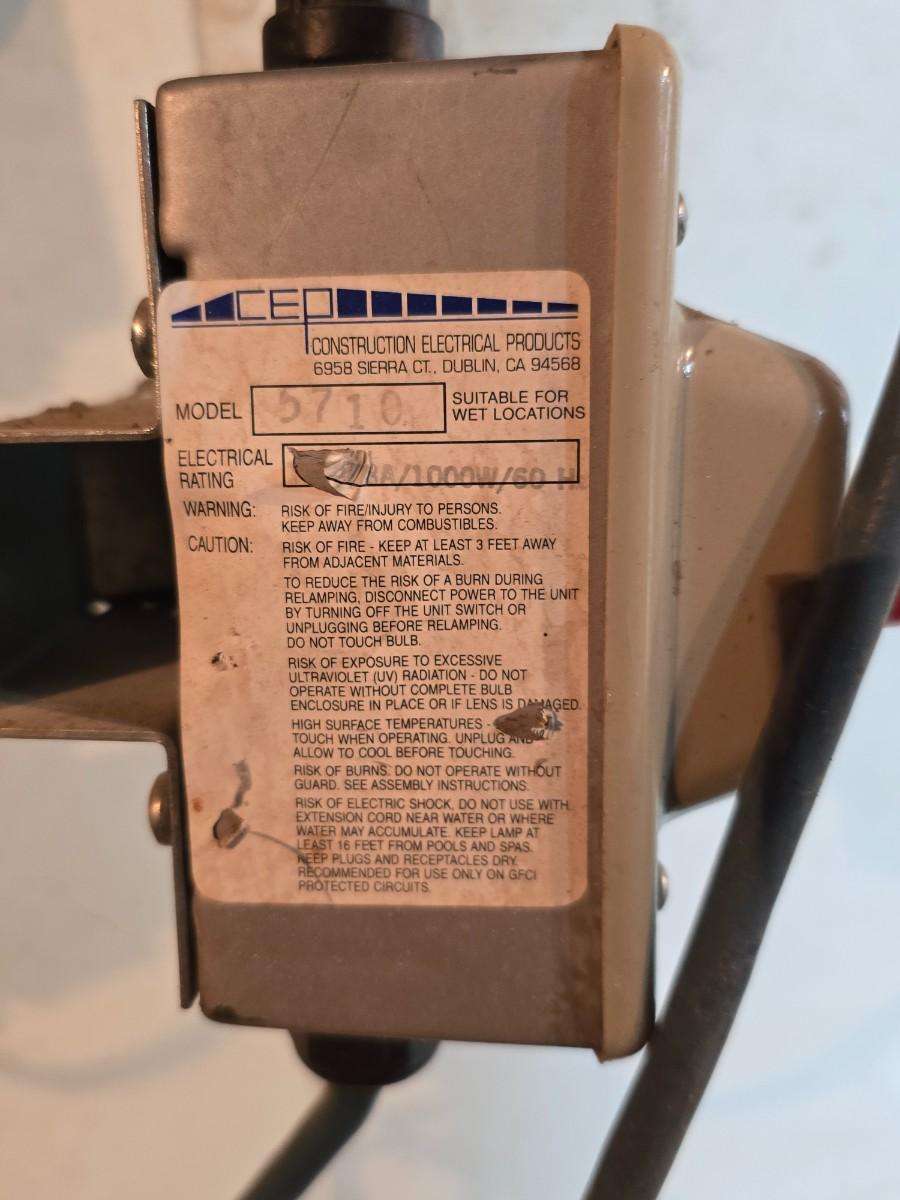 CEP
CONSTRUCTION ELECTRICAL PRODUCTS
6958 SIERRA CT., DUBLIN, CA 94568
MODEL 5710 SUITABLE FOR
WET LOCATIONS
ELECTRICAL
RATING 8A/1000W/60 H
WARNING: RISK OF FIRE/INJURY TO PERSONS.
KEEP AWAY FROM COMBUSTIBLES.
CAUTION: RISK OF FIRE - KEEP AT LEAST 3 FEET AWAY
FROM ADJACENT MATERIALS.
TO REDUCE THE RISK OF A BURN DURING
RELAMPING, DISCONNECT POWER TO THE UNIT
BY TURNING OFF THE UNIT SWITCH OR
UNPLUGGING BEFORE RELAMPING.
DO NOT TOUCH BULB.
RISK OF EXPOSURE TO EXCESSIVE
ULTRAVIOLET (UV) RADIATION - DO NOT
OPERATE WITHOUT COMPLETE BULB
ENCLOSURE IN PLACE OR IF LENS IS DAMAGED.
HIGH SURFACE TEMPERATURES -
TOUCH WHEN OPERATING. UNPLUG AND
ALLOW TO COOL BEFORE TOUCHING.
RISK OF BURNS. DO NOT OPERATE WITHOUT
GUARD. SEE ASSEMBLY INSTRUCTIONS.
RISK OF ELECTRIC SHOCK, DO NOT USE WITH
EXTENSION CORD NEAR WATER OR WHERE
WATER MAY ACCUMULATE. KEEP LAMP AT
LEAST 16 FEET FROM POOLS AND SPAS.
KEEP PLUGS AND RECEPTACLES DRY.
RECOMMENDED FOR USE ONLY ON GFCI
PROTECTED CIRCUITS.